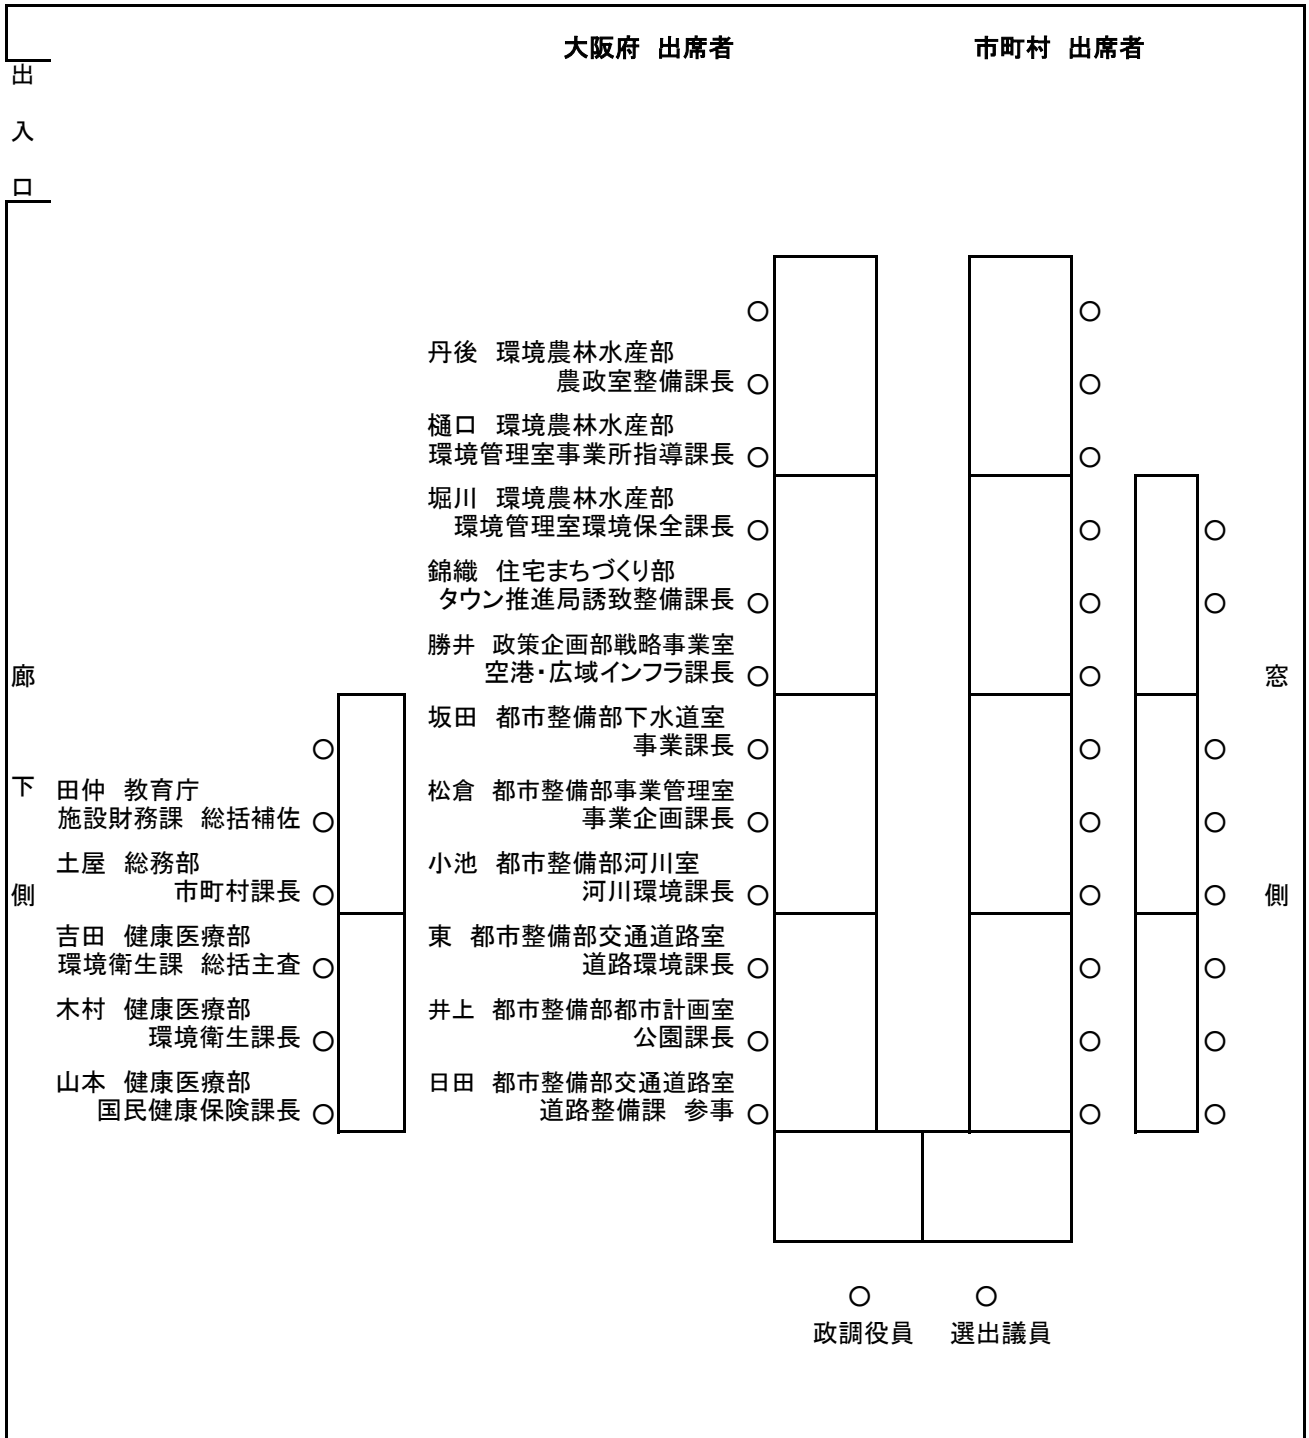 大阪府 出席者
市町村 出席者
出入口
丹後 環境農林水産部
農政室整備課長 ○
樋口 環境農林水産部
環境管理室事業所指導課長 ○
堀川 環境農林水産部
環境管理室環境保全課長 ○
錦織 住宅まちづくり部
タウン推進局誘致整備課長 ○
勝井 政策企画部戦略事業室
空港・広域インフラ課長 ○
坂田 都市整備部下水道室
事業課長 ○
松倉 都市整備部事業管理室
事業企画課長 ○
小池 都市整備部河川室
河川環境課長 ○
東 都市整備部交通道路室
道路環境課長 ○
井上 都市整備部都市計画室
公園課長 ○
日田 都市整備部交通道路室
道路整備課 参事 ○
廊下側
田仲 教育庁
施設財務課 総括補佐 ○
土屋 総務部
市町村課長 ○
吉田 健康医療部
環境衛生課 総括主査 ○
木村 健康医療部
環境衛生課長 ○
山本 健康医療部
国民健康保険課長 ○
窓側
○ ○
政調役員 選出議員